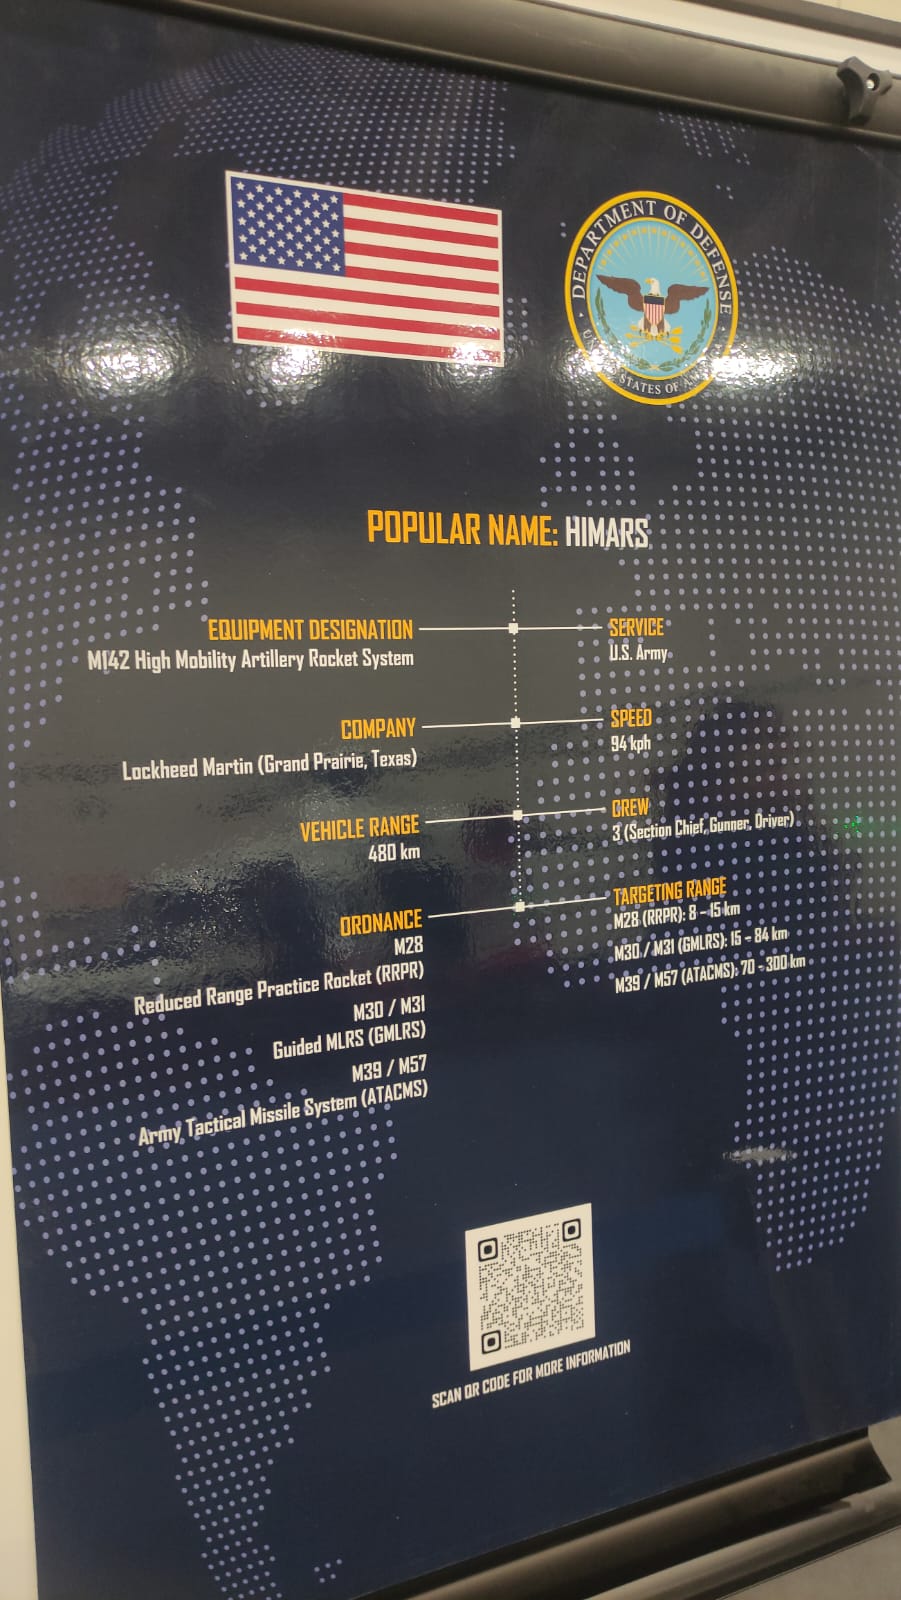 DEPARTMENT OF DEFENSE
STATES OF
POPULAR NAME: HIMARS
EQUIPMENT DESIGNATION
M142 High Mobility Artillery Rocket System
SERVICE
U.S. Army
COMPANY
Lockheed Martin (Grand Prairie, Texas)
SPEED
94 kph
VEHICLE RANGE
480 km
CREW
3 (Section Chief, Gunner, Driver)
ORDNANCE
M28
Reduced Range Practice Rocket (RRPR)
M30 / M31
Guided MLRS (GMLRS)
M39 / M57
Army Tactical Missile System (ATACMS)
TARGETING RANGE
M28 (RRPR): 8 - 15 km
M30 / M31 (GMLRS): 15 - 84 km
M39 / M57 (ATACMS): 70 - 300 km
SCAN QR CODE FOR MORE INFORMATION